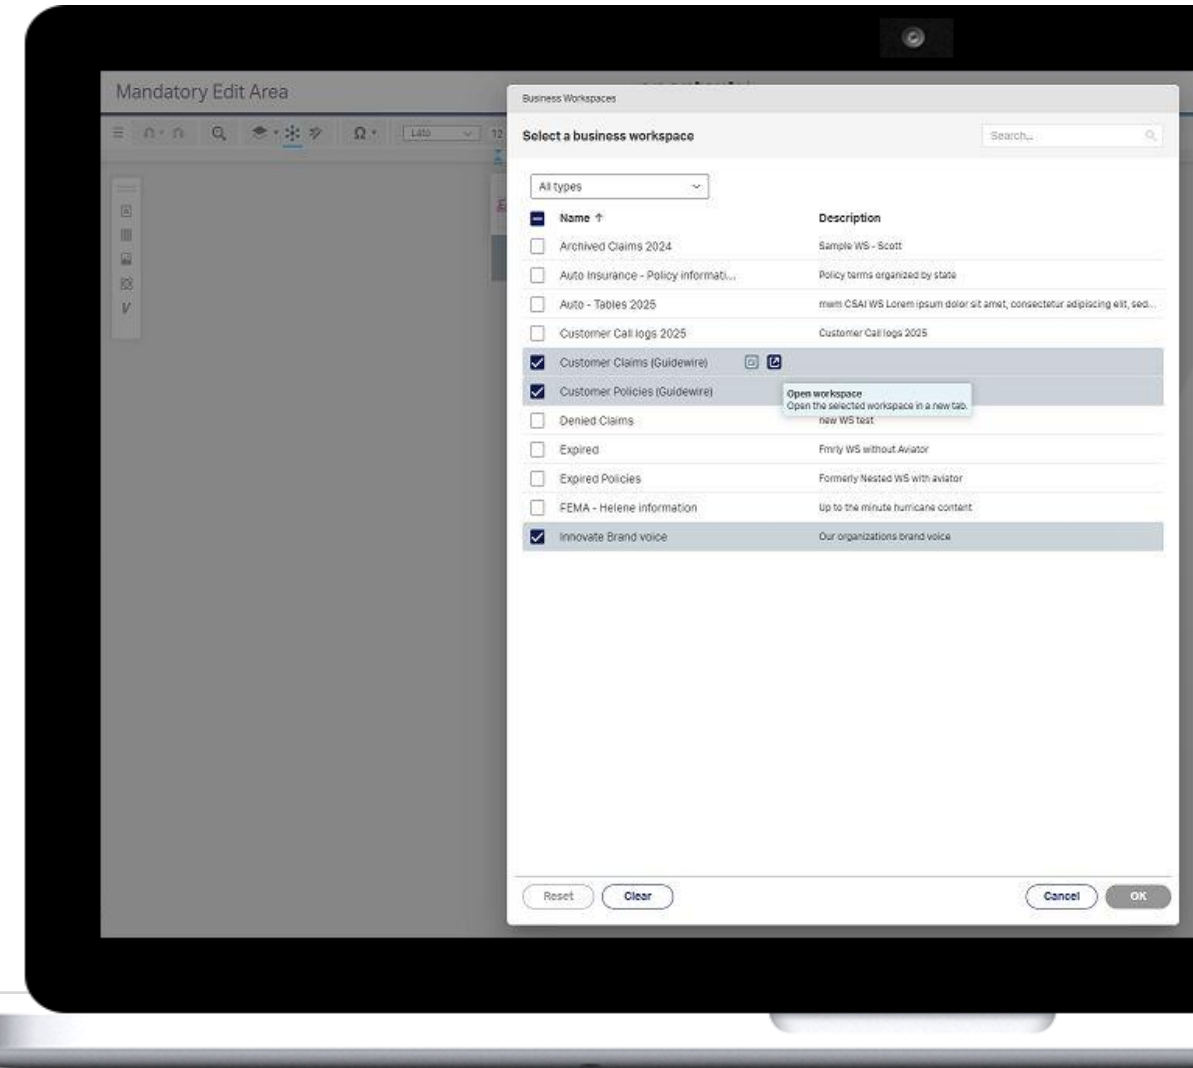 Mandatory Edit Area
Business Workspaces
Lato
12
Select a business workspace
Search...
All types
Name ↑ Description
Archived Claims 2024 Sample WS - Scott
Auto Insurance - Policy informati... Policy terms organized by state
Auto - Tables 2025 mwm CSAI WS Lorem ipsum dolor sit amet, consectetur adipiscing elit, sed...
Customer Call logs 2025 Customer Call logs 2025
Customer Claims (Guidewire)
Customer Policies (Guidewire)
Open workspace
Open the selected workspace in a new tab.
Denied Claims new WS test
Expired Fmrly WS without Aviator
Expired Policies Formerly Nested WS with aviator
FEMA - Helene information Up to the minute hurricane content
Innovate Brand voice Our organizations brand voice
Reset Clear Cancel OK